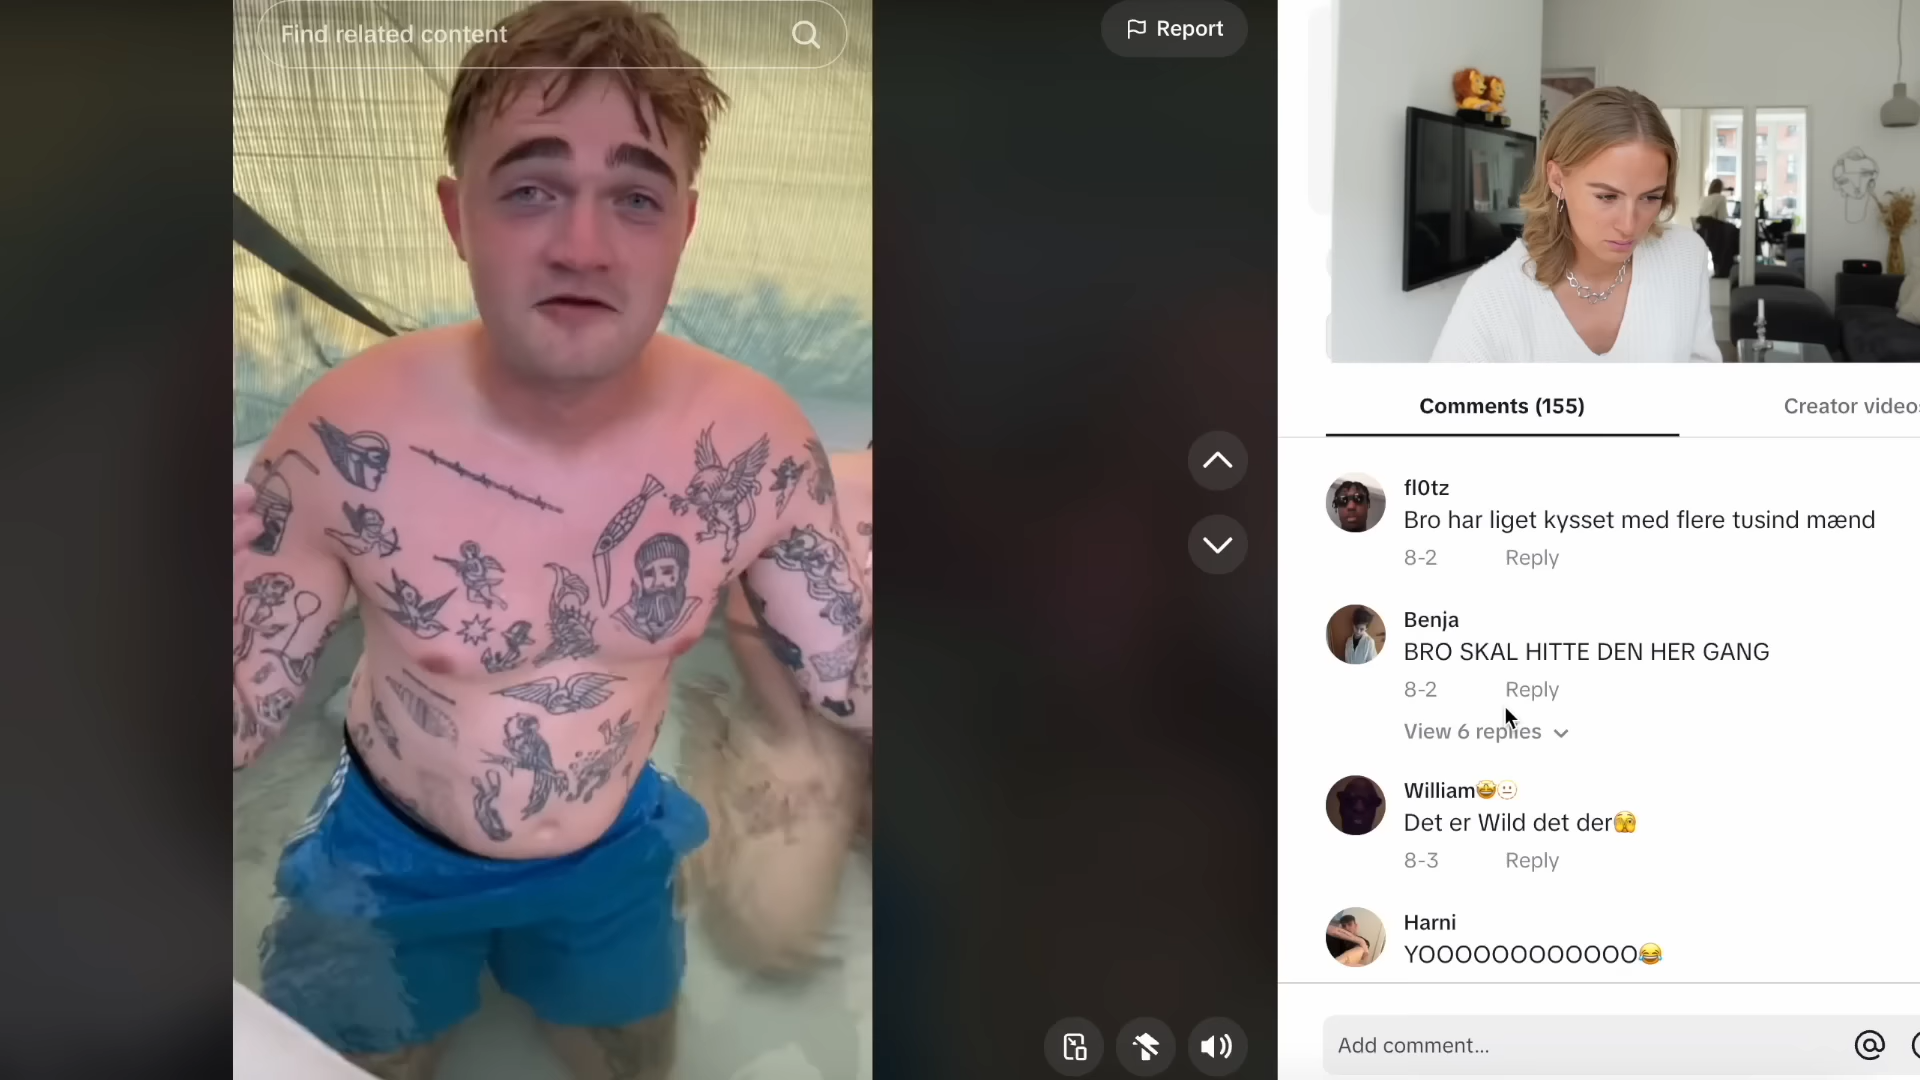 Find related content
Report
Comments (155)
Creator video
fl0tz
Bro har liget kysset med flere tusind mænd
8-2 Reply
Benja
BRO SKAL HITTE DEN HER GANG
8-2 Reply
View 6 replies
William🤩🫥
Det er Wild det der🫣
8-3 Reply
Harni
YOOOOOOOOOOOO😂
Add comment...